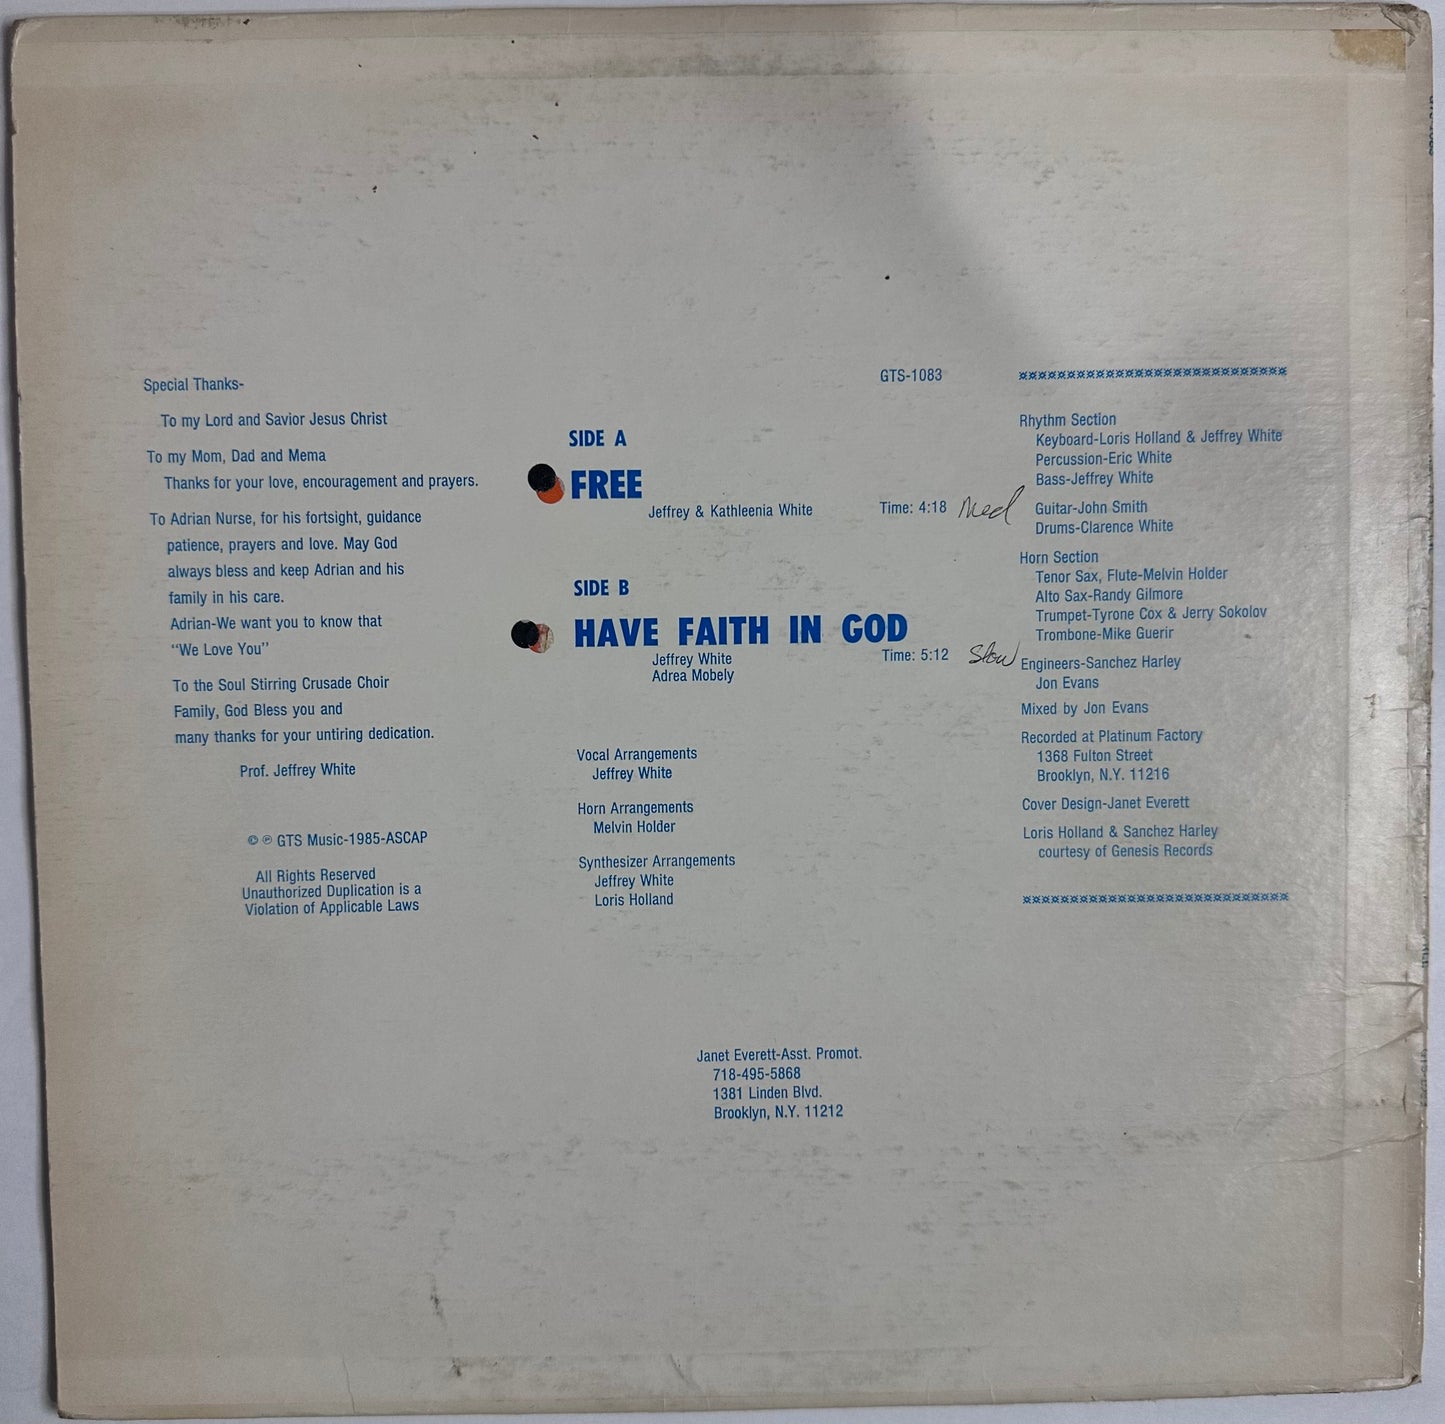 Special Thanks-
To my Lord and Savior Jesus Christ
To my Mom, Dad and Mema
Thanks for your love, encouragement and prayers.
To Adrian Nurse, for his fortsight, guidance
patience, prayers and love. May God
always bless and keep Adrian and his
family in his care.
Adrian-We want you to know that
"We Love You"
To the Soul Stirring Crusade Choir
Family, God Bless you and
many thanks for your untiring dedication.
Prof. Jeffrey White
© ℗ GTS Music-1985-ASCAP
All Rights Reserved
Unauthorized Duplication is a
Violation of Applicable Laws
GTS-1083
SIDE A
FREE
Jeffrey & Kathleenia White
Time: 4:18 Med
SIDE B
HAVE FAITH IN GOD
Jeffrey White
Adrea Mobely
Time: 5:12 Slow
Vocal Arrangements
Jeffrey White
Horn Arrangements
Melvin Holder
Synthesizer Arrangements
Jeffrey White
Loris Holland
Rhythm Section
Keyboard-Loris Holland & Jeffrey White
Percussion-Eric White
Bass-Jeffrey White
Guitar-John Smith
Drums-Clarence White
Horn Section
Tenor Sax, Flute-Melvin Holder
Alto Sax-Randy Gilmore
Trumpet-Tyrone Cox & Jerry Sokolov
Trombone-Mike Guerir
Engineers-Sanchez Harley
Jon Evans
Mixed by Jon Evans
Recorded at Platinum Factory
1368 Fulton Street
Brooklyn, N.Y. 11216
Cover Design-Janet Everett
Loris Holland & Sanchez Harley
courtesy of Genesis Records
Janet Everett-Asst. Promot.
718-495-5868
1381 Linden Blvd.
Brooklyn, N.Y. 11212